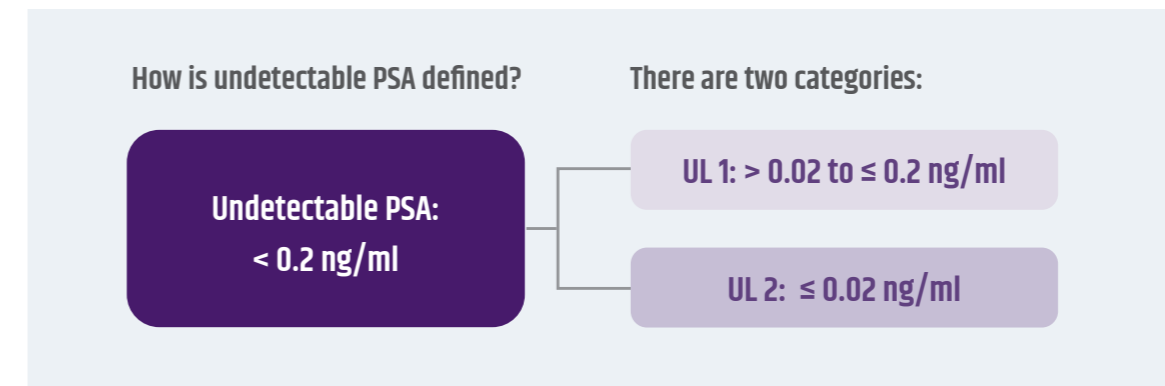 How is undetectable PSA defined?
There are two categories:
Undetectable PSA:
< 0.2 ng/ml
UL 1: > 0.02 to ≤ 0.2 ng/ml
UL 2: ≤ 0.02 ng/ml